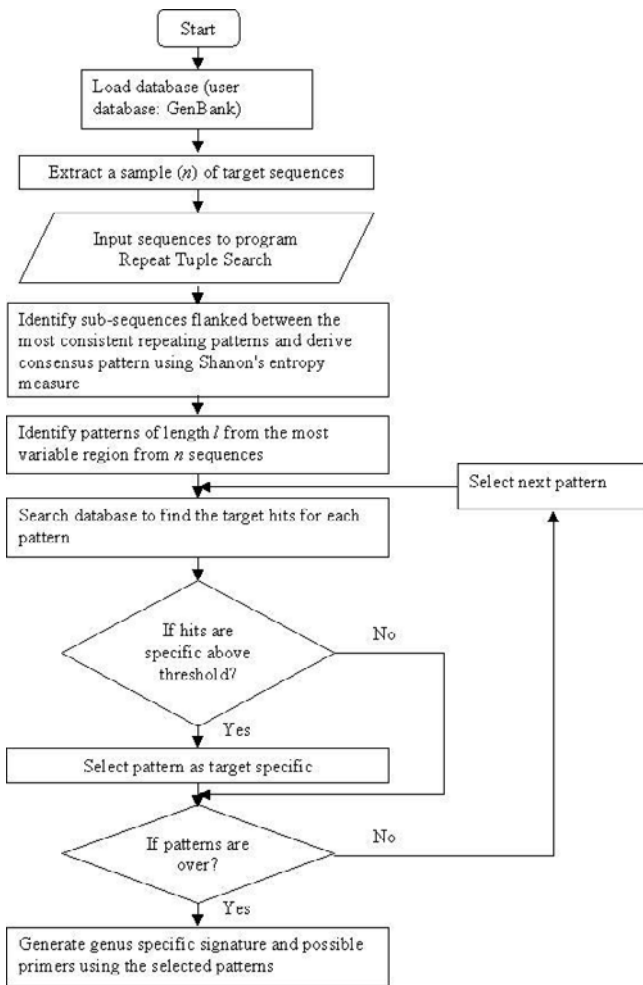 Start
Load database (user
database: GenBank)
Extract a sample (n) of target sequences
Input sequences to program
Repeat Tuple Search
Identify sub-sequences flanked between the
most consistent repeating patterns and derive
consensus pattern using Shanon's entropy
measure
Identify patterns of length l from the most
variable region from n sequences
Select next pattern
Search database to find the target hits for each
pattern
If hits are
specific above
threshold?
No
Yes
Select pattern as target specific
If patterns are
over?
No
Yes
Generate genus specific signature and possible
primers using the selected patterns